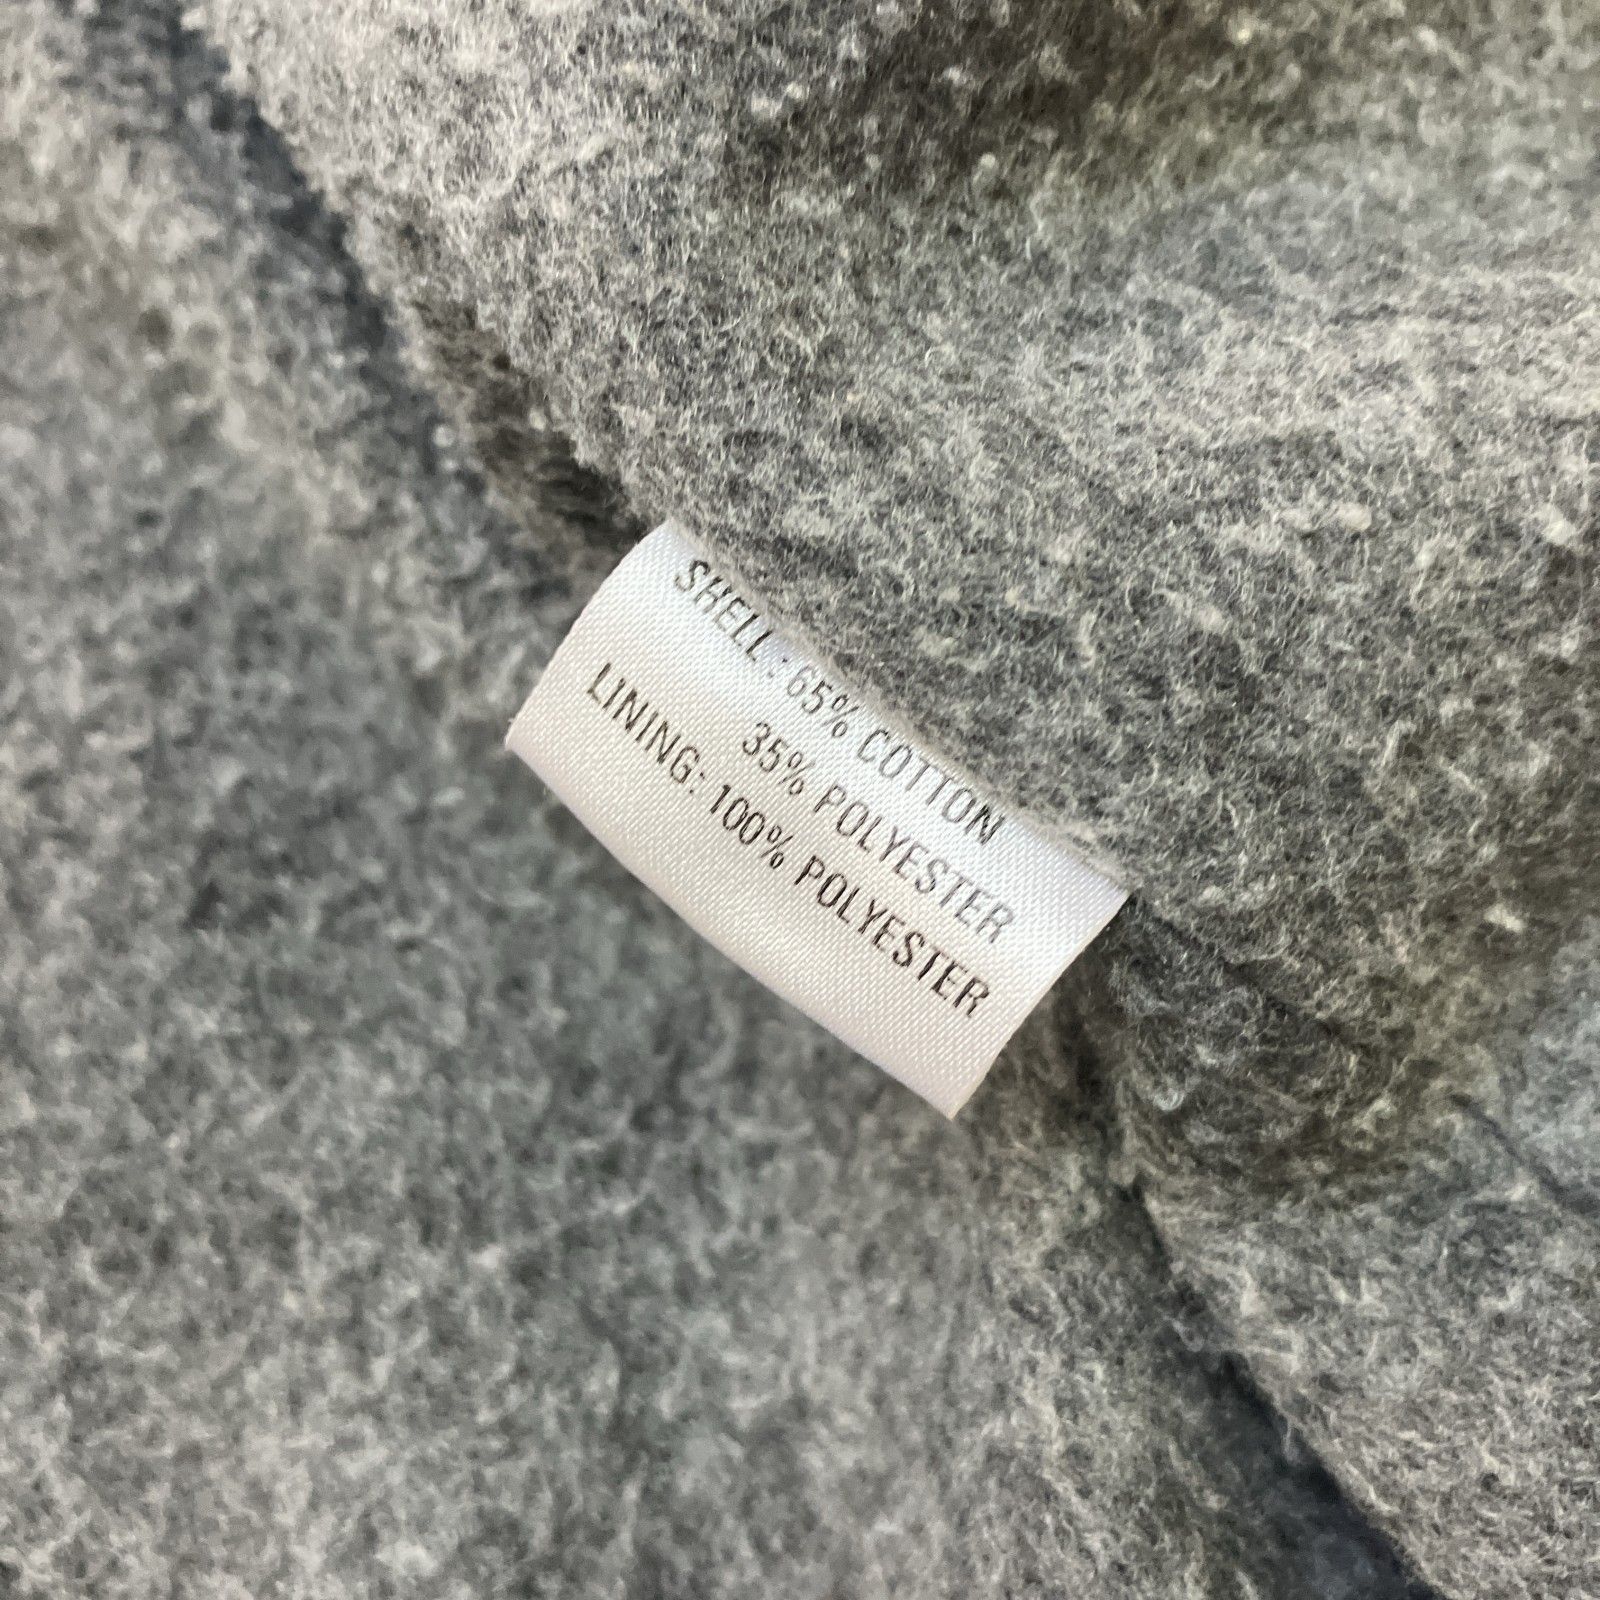 SHELL: 65% COTTON
35% POLYESTER
LINING: 100% POLYESTER